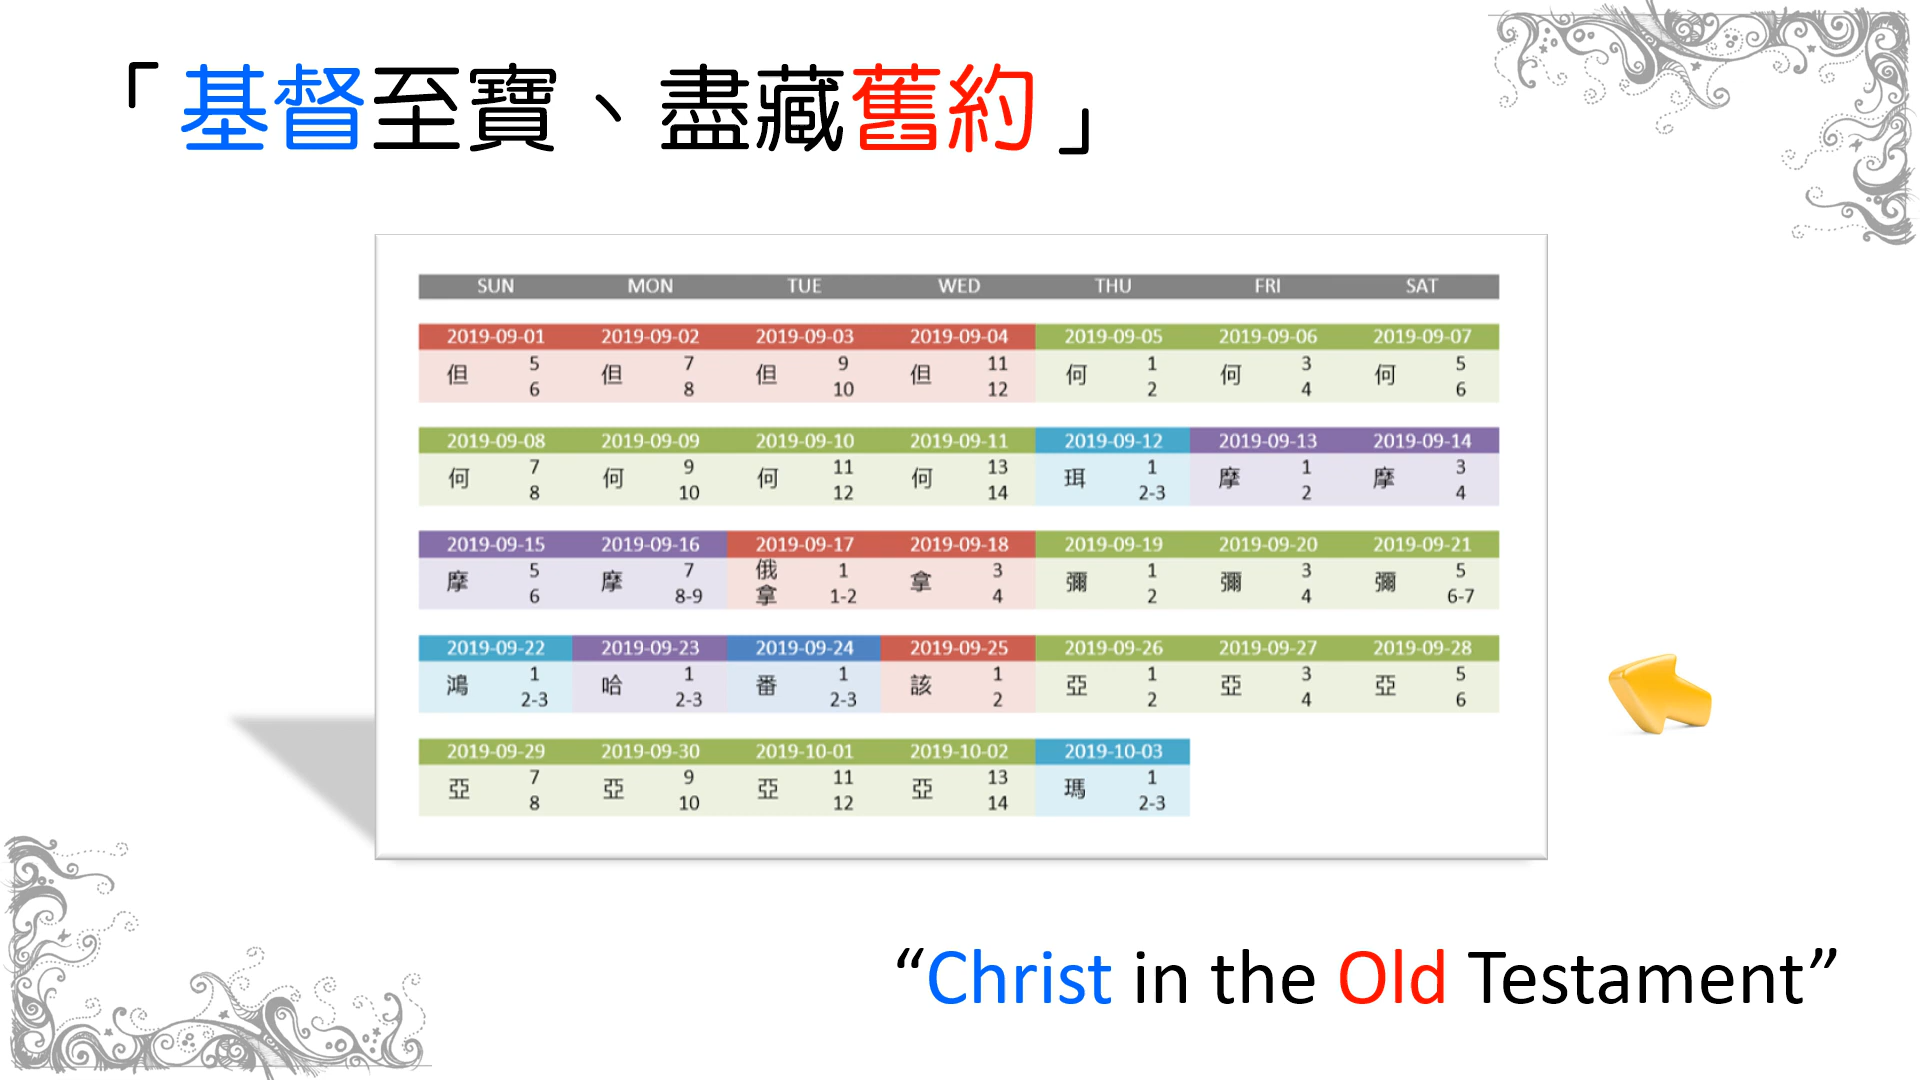 「基督至寶、盡藏舊約」
SUN MON TUE WED THU FRI SAT
2019-09-01 2019-09-02 2019-09-03 2019-09-04 2019-09-05 2019-09-06 2019-09-07
但 5 但 7 但 9 但 11 何 1 何 3 何 5
6 8 10 12 2 4 6
2019-09-08 2019-09-09 2019-09-10 2019-09-11 2019-09-12 2019-09-13 2019-09-14
何 7 何 9 何 11 何 13 珥 1 摩 1 摩 3
8 10 12 14 2-3 2 4
2019-09-15 2019-09-16 2019-09-17 2019-09-18 2019-09-19 2019-09-20 2019-09-21
摩 5 摩 7 俄 1 拿 3 彌 1 彌 3 彌 5
6 8-9 拿 1-2 4 2 4 6-7
2019-09-22 2019-09-23 2019-09-24 2019-09-25 2019-09-26 2019-09-27 2019-09-28
鴻 1 哈 1 番 1 該 1 亞 1 亞 3 亞 5
2-3 2-3 2-3 2 2 4 6
2019-09-29 2019-09-30 2019-10-01 2019-10-02 2019-10-03
亞 7 亞 9 亞 11 亞 13 瑪 1
8 10 12 14 2-3
“Christ in the Old Testament”